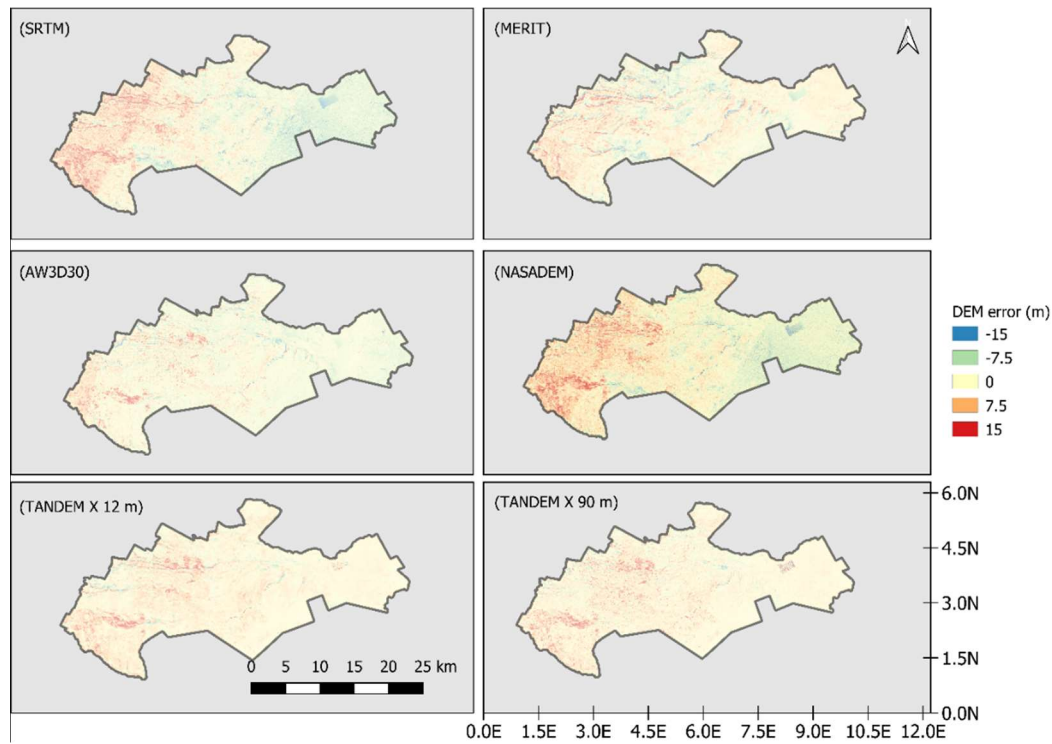 (SRTM)
(MERIT)
(AW3D30)
(NASADEM)
DEM error (m)
-15
-7.5
0
7.5
15
(TANDEM X 12 m)
(TANDEM X 90 m)
0 5 10 15 20 25 km
6.0N
4.5N
3.0N
1.5N
0.0N
0.0E 1.5E 3.0E 4.5E 6.0E 7.5E 9.0E 10.5E 12.0E